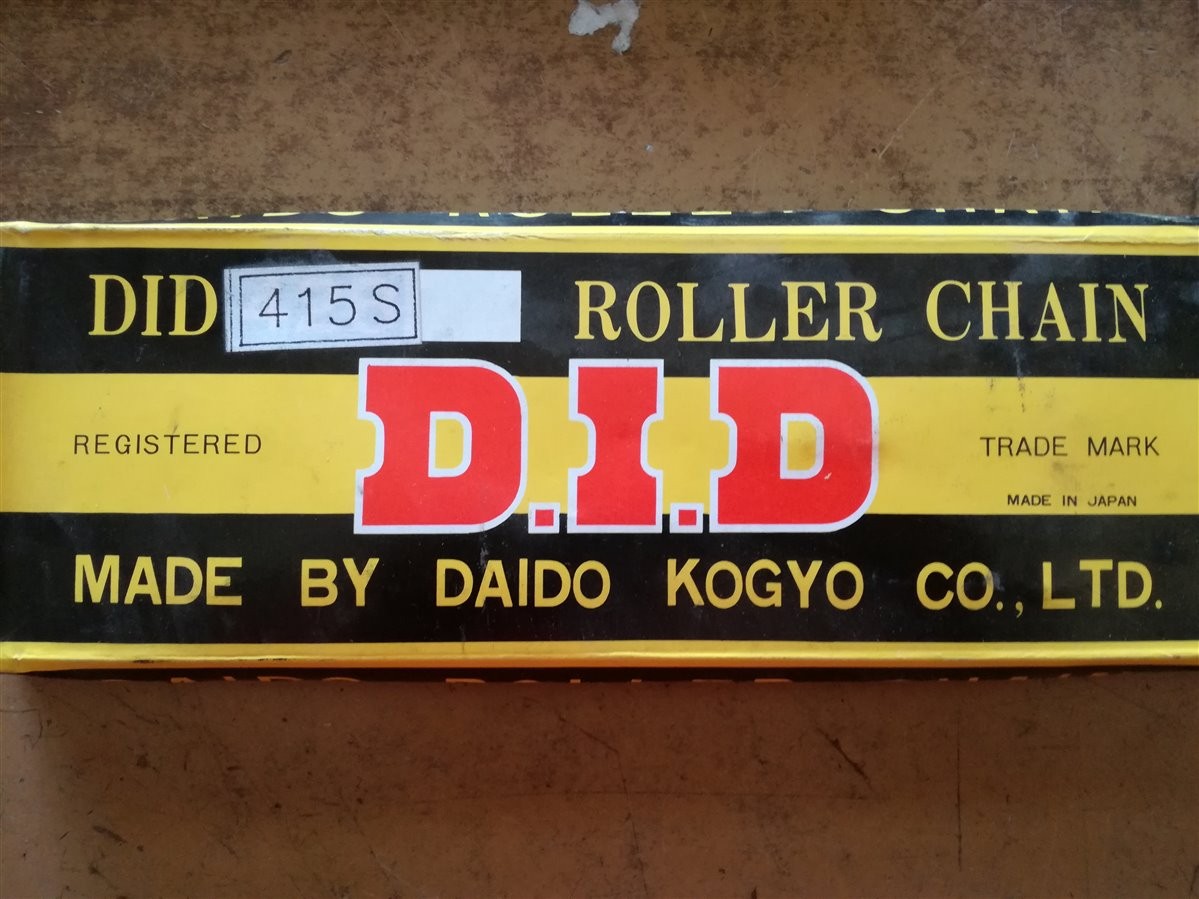 DID 415S ROLLER CHAIN
D.I.D
REGISTERED TRADE MARK
MADE IN JAPAN
MADE BY DAIDO KOGYO CO., LTD.